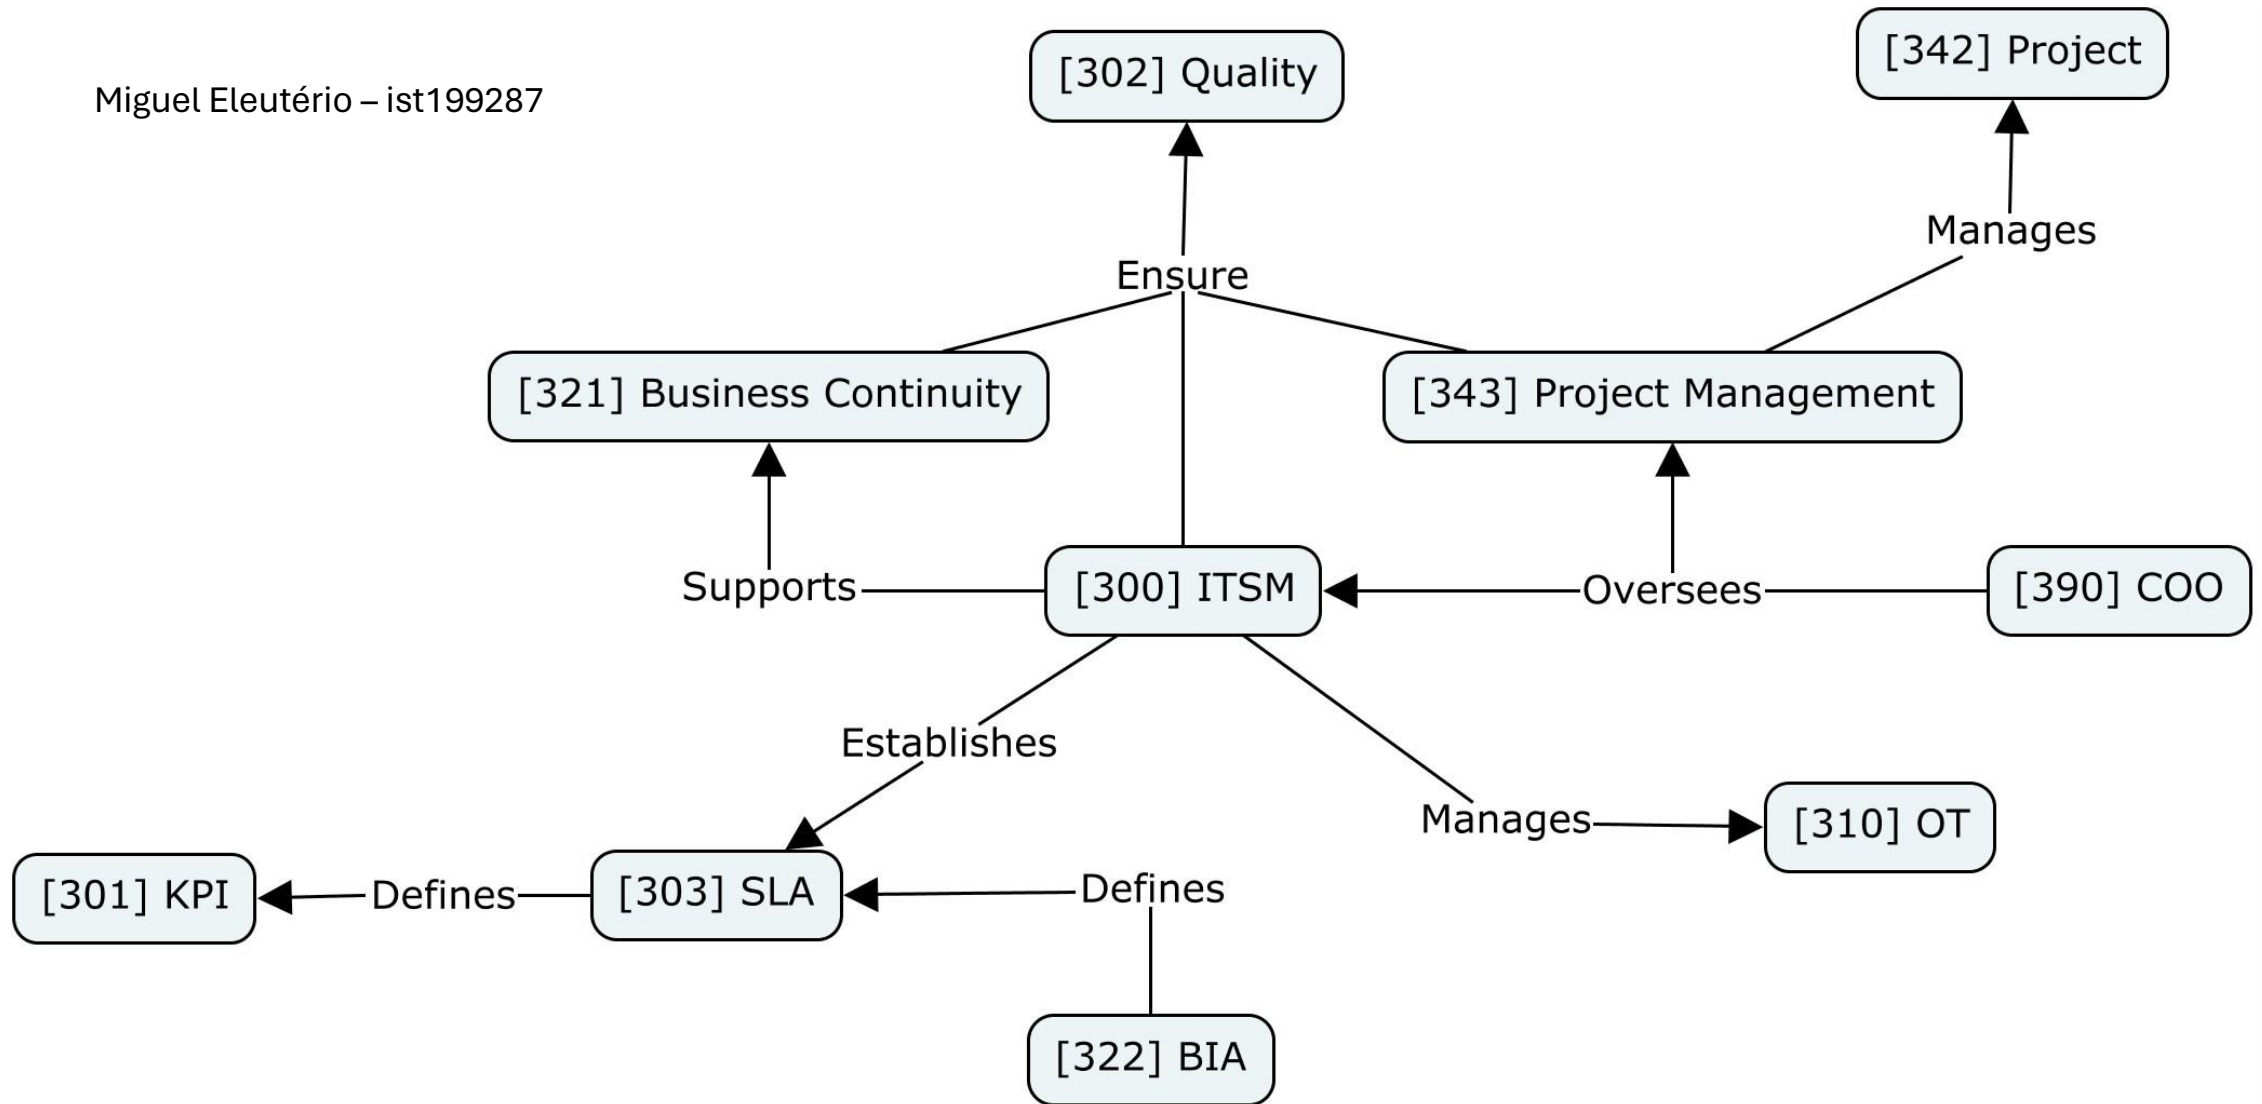 [342] Project
[302] Quality
Miguel Eleutério – ist199287
Manages
Ensure
[321] Business Continuity
[343] Project Management
Supports
[300] ITSM
Oversees
[390] COO
Establishes
Manages
[310] OT
[301] KPI
Defines
[303] SLA
Defines
[322] BIA